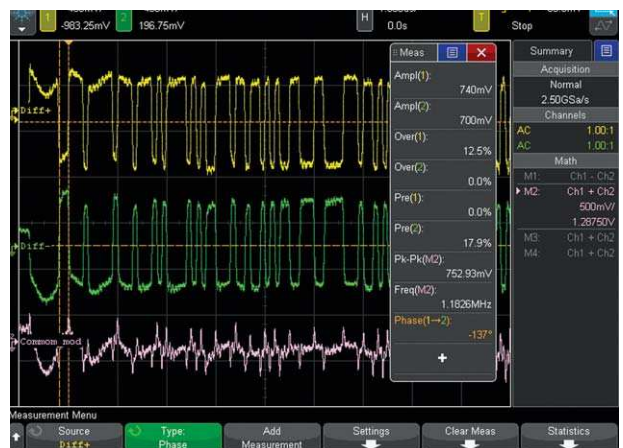 1 -983.25mV 2 196.75mV H 0.0s T Stop
Meas
Ampl(1):
740mV
Ampl(2):
700mV
Over(1):
12.5%
Over(2):
0.0%
Pre(1):
0.0%
Pre(2):
17.9%
Pk-Pk(M2):
752.93mV
Freq(M2):
1.1826MHz
Phase(1→2):
-137°
+
Summary
Acquisition
Normal
2.50GSa/s
Channels
AC 1.00:1
AC 1.00:1
Math
M1: Ch1 - Ch2
M2: Ch1 + Ch2
500mV/
1.28750V
M3: Ch1 + Ch2
M4: Ch1 + Ch2
Diff+
Diff-
Commom_mod
Measurement Menu
Source
Diff+
Type:
Phase
Add
Measurement
Settings
Clear Meas
Statistics